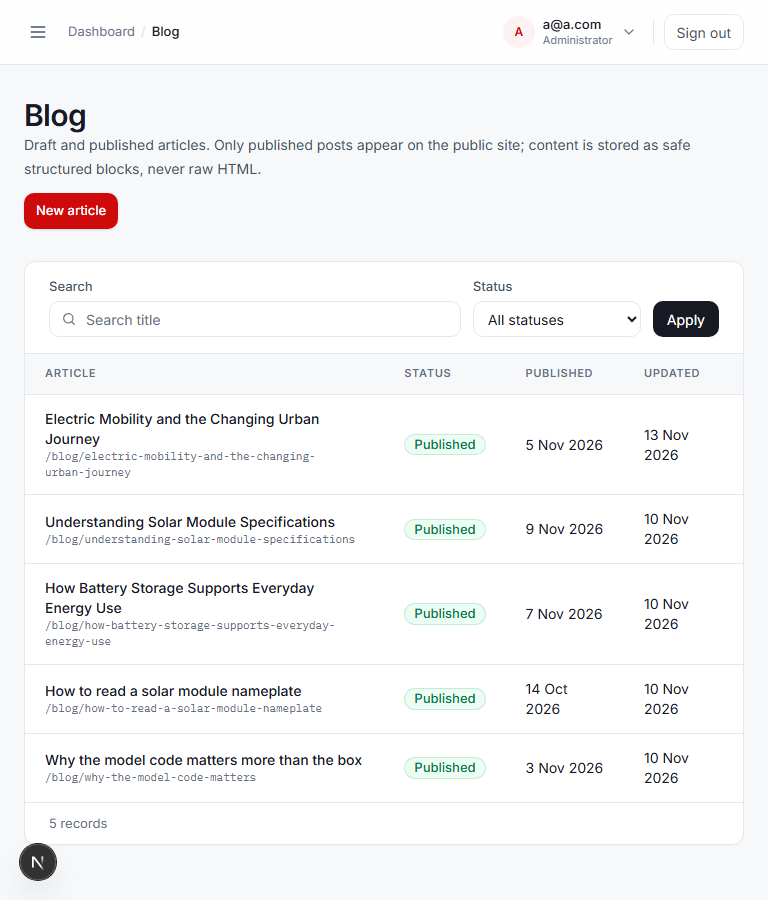 Dashboard / Blog
A
a@a.com
Administrator
Sign out
Blog
Draft and published articles. Only published posts appear on the public site; content is stored as safe
structured blocks, never raw HTML.
New article
Search
Status
Search title
All statuses
Apply
ARTICLE STATUS PUBLISHED UPDATED
Electric Mobility and the Changing Urban
Journey
/blog/electric-mobility-and-the-changing-
urban-journey
Published
5 Nov 2026
13 Nov
2026
Understanding Solar Module Specifications
/blog/understanding-solar-module-specifications
Published
9 Nov 2026
10 Nov
2026
How Battery Storage Supports Everyday
Energy Use
/blog/how-battery-storage-supports-everyday-
energy-use
Published
7 Nov 2026
10 Nov
2026
How to read a solar module nameplate
/blog/how-to-read-a-solar-module-nameplate
Published
14 Oct
2026
10 Nov
2026
Why the model code matters more than the box
/blog/why-the-model-code-matters
Published
3 Nov 2026
10 Nov
2026
5 records
N